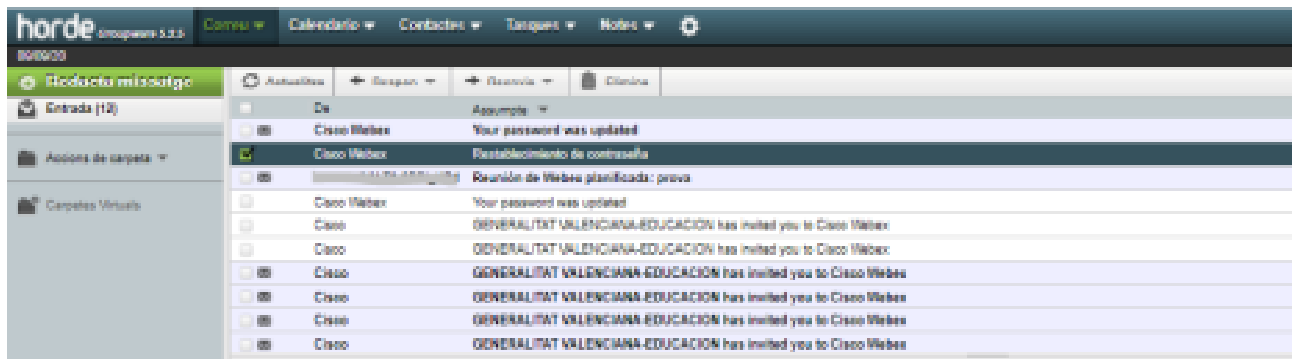 horde Groupware 5.2.5 Correu Calendario Contactes Tasques Notes
Redacta missatge Actualitza Respon Reenvia Elimina
Entrada (12) De Assumpte
Cisco Webex Your password was updated
Accions de carpeta Cisco Webex Restablecimiento de contraseña
Reunión de Webex planificada: prova
Carpetes Virtuals Cisco Webex Your password was updated
Cisco GENERALITAT VALENCIANA-EDUCACION has invited you to Cisco Webex
Cisco GENERALITAT VALENCIANA-EDUCACION has invited you to Cisco Webex
Cisco GENERALITAT VALENCIANA-EDUCACION has invited you to Cisco Webex
Cisco GENERALITAT VALENCIANA-EDUCACION has invited you to Cisco Webex
Cisco GENERALITAT VALENCIANA-EDUCACION has invited you to Cisco Webex
Cisco GENERALITAT VALENCIANA-EDUCACION has invited you to Cisco Webex